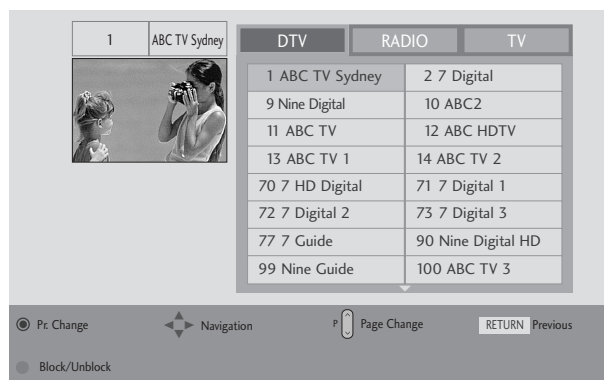 1 ABC TV Sydney
DTV RADIO TV
1 ABC TV Sydney 2 7 Digital
9 Nine Digital 10 ABC2
11 ABC TV 12 ABC HDTV
13 ABC TV 1 14 ABC TV 2
70 7 HD Digital 71 7 Digital 1
72 7 Digital 2 73 7 Digital 3
77 7 Guide 90 Nine Digital HD
99 Nine Guide 100 ABC TV 3
Pr. Change Navigation P Page Change RETURN Previous
Block/Unblock